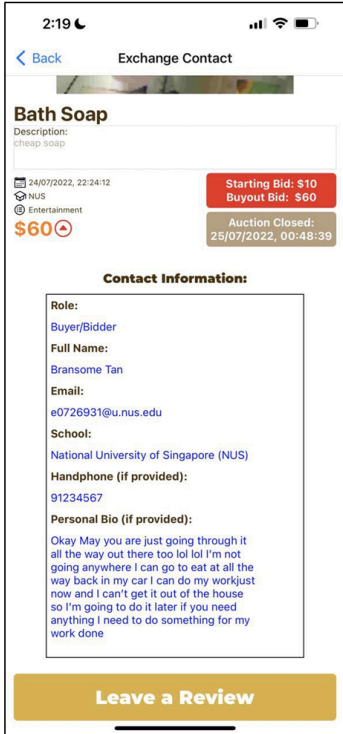 2:19
Back
Exchange Contact
Bath Soap
Description:
cheap soap
24/07/2022, 22:24:12
NUS
Entertainment
$60
Starting Bid: $10
Buyout Bid: $60
Auction Closed:
25/07/2022, 00:48:39
Contact Information:
Role:
Buyer/Bidder
Full Name:
Bransome Tan
Email:
e0726931@u.nus.edu
School:
National University of Singapore (NUS)
Handphone (if provided):
91234567
Personal Bio (if provided):
Okay May you are just going through it
all the way out there too lol lol I'm not
going anywhere I can go to eat at all the
way back in my car I can do my workjust
now and I can't get it out of the house
so I'm going to do it later if you need
anything I need to do something for my
work done
Leave a Review